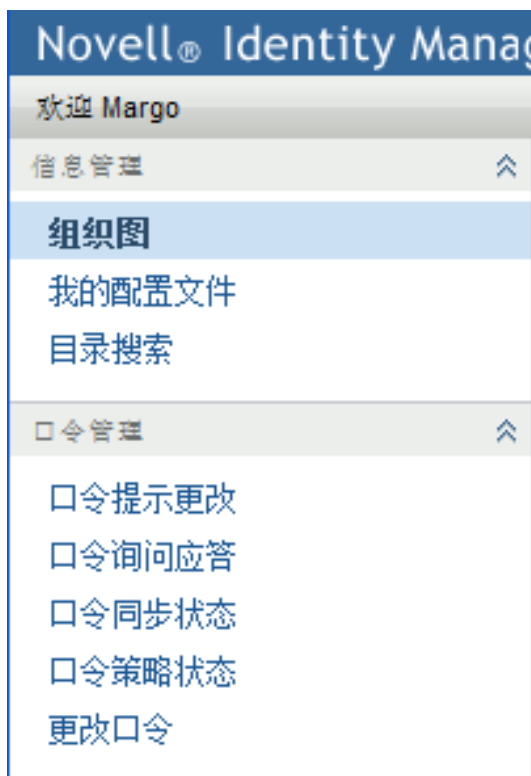 Novell® Identity Manag
欢迎 Margo
信息管理
组织图
我的配置文件
目录搜索
口令管理
口令提示更改
口令询问应答
口令同步状态
口令策略状态
更改口令